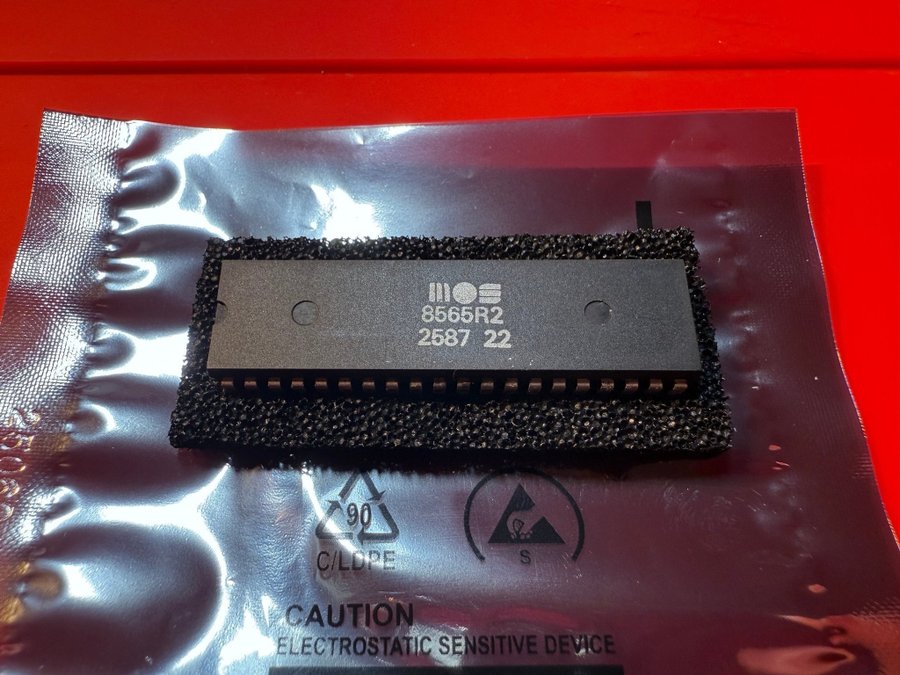 mos
8565R2
2587 22
90
C/LDPE
S
CAUTION
ELECTROSTATIC SENSITIVE DEVICE